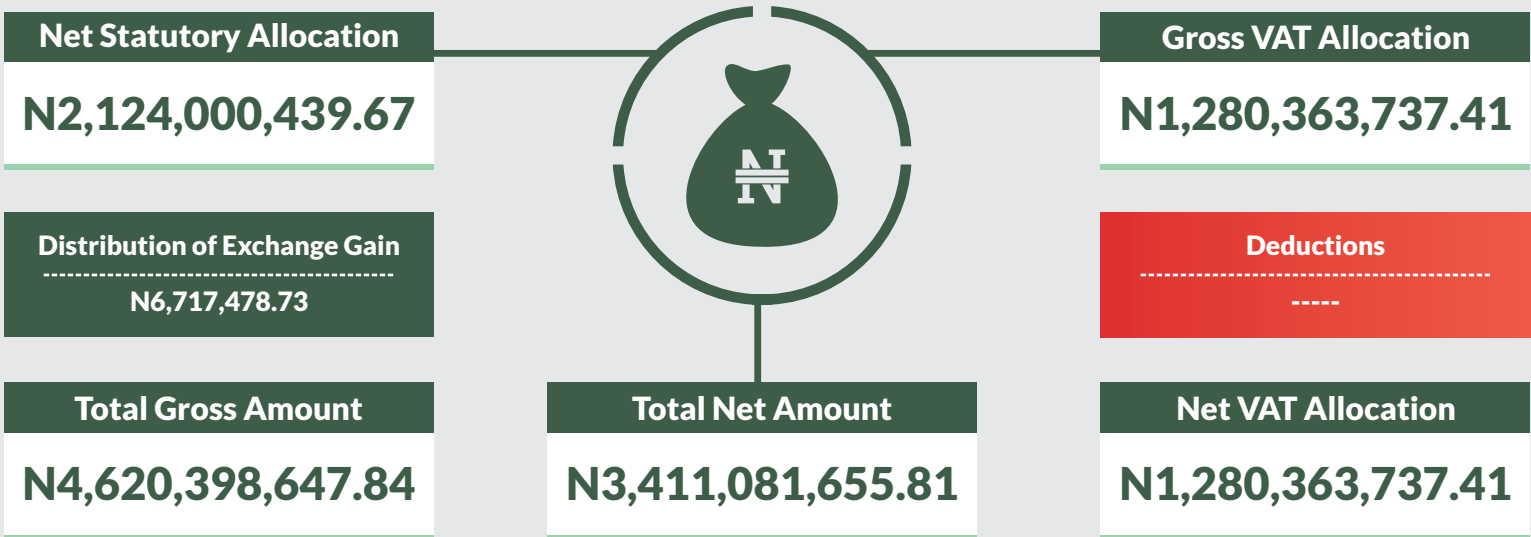 Net Statutory Allocation
N2,124,000,439.67
Distribution of Exchange Gain
----------------------------------------------
N6,717,478.73
Total Gross Amount
N4,620,398,647.84
₦
Total Net Amount
N3,411,081,655.81
Gross VAT Allocation
N1,280,363,737.41
Deductions
----------------------------------------------
-----
Net VAT Allocation
N1,280,363,737.41